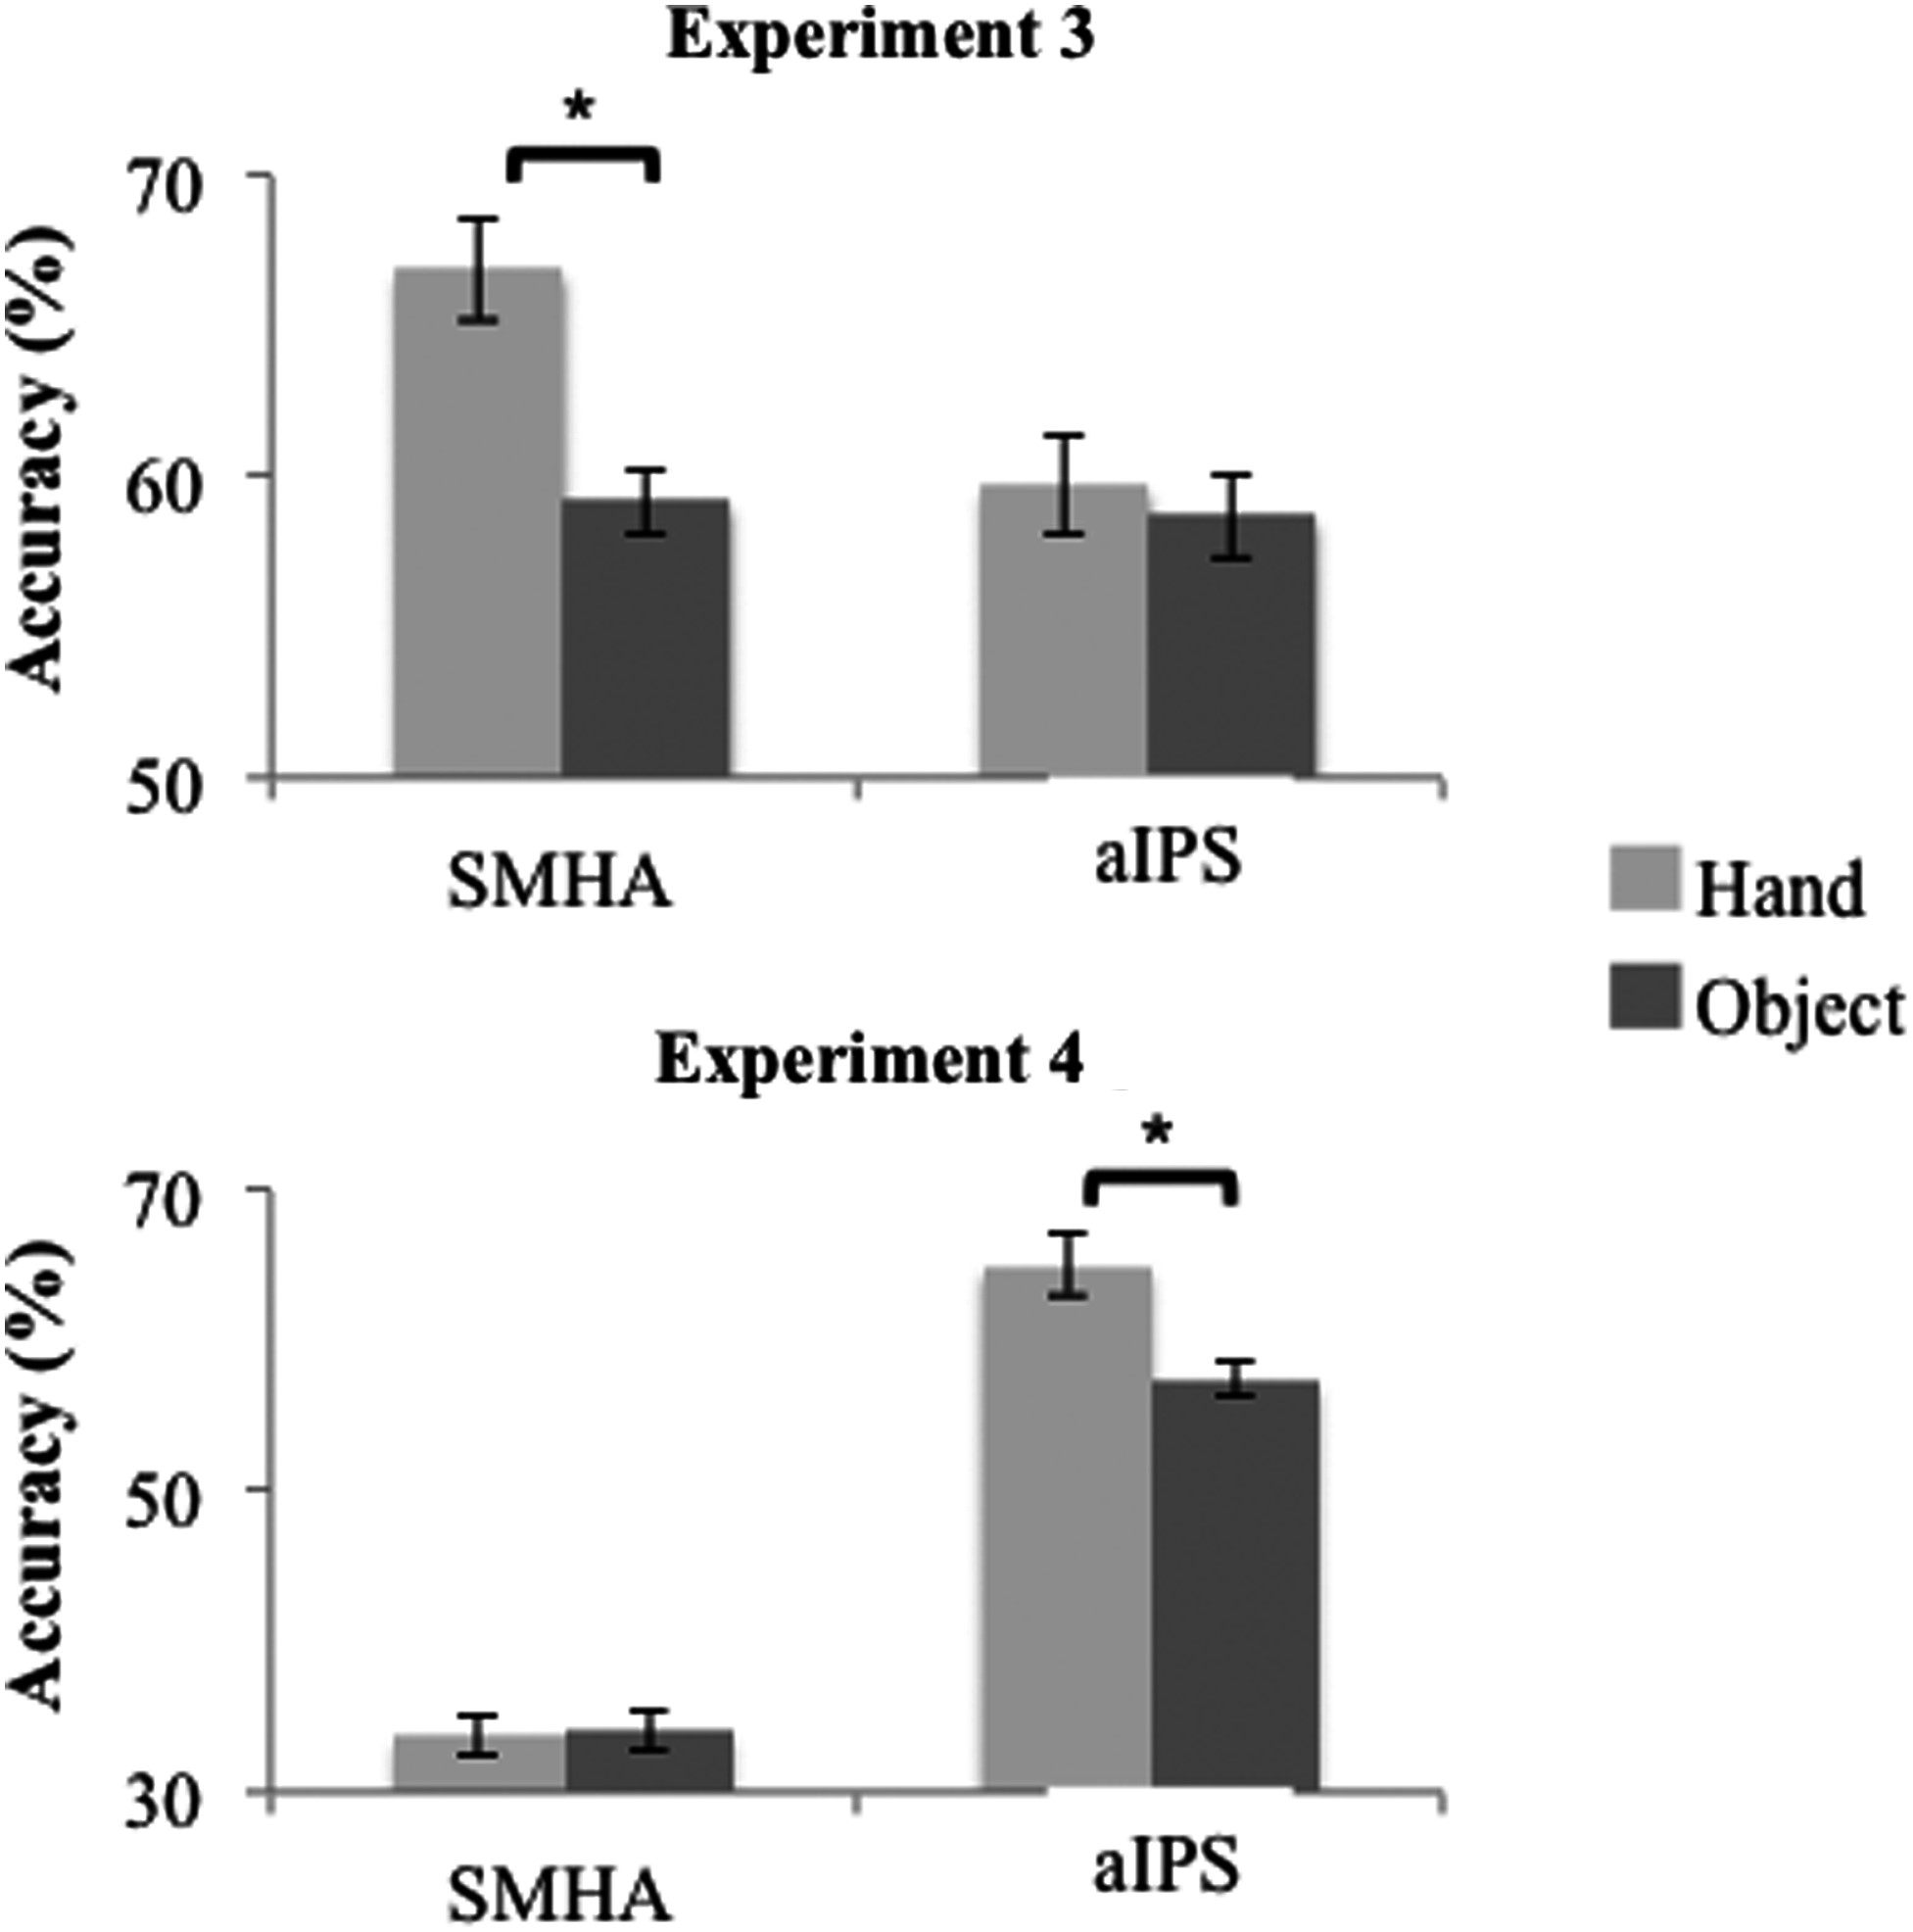 Experiment 3
*
70
60
50
Accuracy (%)
SMHA
aIPS
Hand
Object
Experiment 4
*
70
50
30
Accuracy (%)
SMHA
aIPS